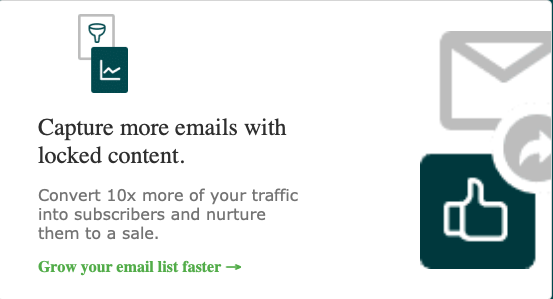 Capture more emails with
locked content.
Convert 10x more of your traffic
into subscribers and nurture
them to a sale.
Grow your email list faster →